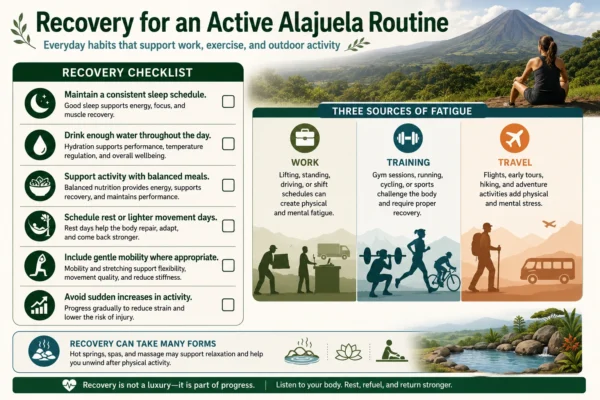 Recovery for an Active Alajuela Routine
Everyday habits that support work, exercise, and outdoor activity
RECOVERY CHECKLIST
Maintain a consistent sleep schedule.
Good sleep supports energy, focus, and
muscle recovery.
Drink enough water throughout the day.
Hydration supports performance, temperature
regulation, and overall wellbeing.
Support activity with balanced meals.
Balanced nutrition provides energy, supports
recovery, and maintains performance.
Schedule rest or lighter movement days.
Rest days help the body repair, adapt,
and come back stronger.
Include gentle mobility where appropriate.
Mobility and stretching support flexibility,
movement quality, and reduce stiffness.
Avoid sudden increases in activity.
Progress gradually to reduce strain and
lower the risk of injury.
THREE SOURCES OF FATIGUE
WORK
Lifting, standing,
driving, or shift
schedules can
create physical
and mental fatigue.
TRAINING
Gym sessions, running,
cycling, or sports
challenge the body
and require proper
recovery.
TRAVEL
Flights, early tours,
hiking, and adventure
activities add physical
and mental stress.
RECOVERY CAN TAKE MANY FORMS
Hot springs, spas, and massage may support relaxation and help
you unwind after physical activity.
Recovery is not a luxury—it is part of progress. | Listen to your body. Rest, refuel, and return stronger.